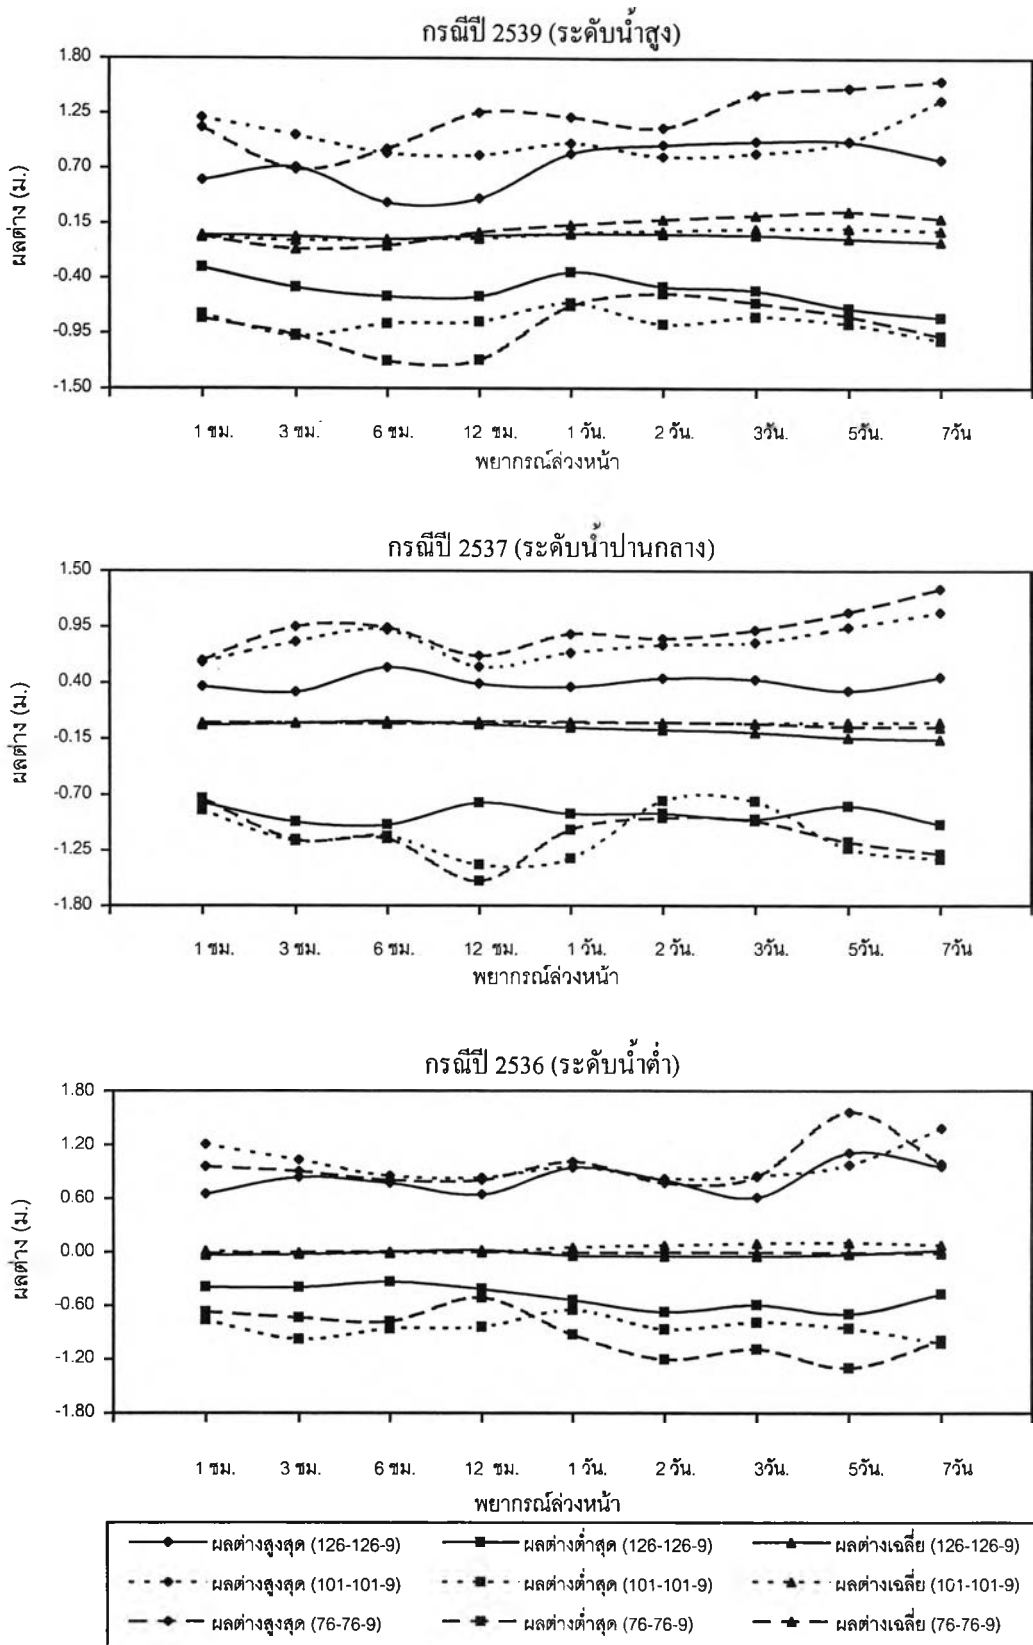 กรณีปี 2539 (ระดับน้ำสูง)
1.80
1.25
0.70
0.15
-0.40
-0.95
-1.50
ผลต่าง (ม.)
1 ชม. 3 ชม. 6 ชม. 12 ชม. 1 วัน. 2 วัน. 3วัน. 5วัน. 7วัน
พยากรณ์ล่วงหน้า
กรณีปี 2537 (ระดับน้ำปานกลาง)
1.50
0.95
0.40
-0.15
-0.70
-1.25
-1.80
ผลต่าง (ม.)
1 ชม. 3 ชม. 6 ชม. 12 ชม. 1 วัน. 2 วัน. 3วัน. 5วัน. 7วัน
พยากรณ์ล่วงหน้า
กรณีปี 2536 (ระดับน้ำต่ำ)
1.80
1.20
0.60
0.00
-0.60
-1.20
-1.80
ผลต่าง (ม.)
1 ชม. 3 ชม. 6 ชม. 12 ชม. 1 วัน. 2 วัน. 3วัน. 5วัน. 7วัน
พยากรณ์ล่วงหน้า
ผลต่างสูงสุด (126-126-9) ผลต่างต่ำสุด (126-126-9) ผลต่างเฉลี่ย (126-126-9)
ผลต่างสูงสุด (101-101-9) ผลต่างต่ำสุด (101-101-9) ผลต่างเฉลี่ย (101-101-9)
ผลต่างสูงสุด (76-76-9) ผลต่างต่ำสุด (76-76-9) ผลต่างเฉลี่ย (76-76-9)